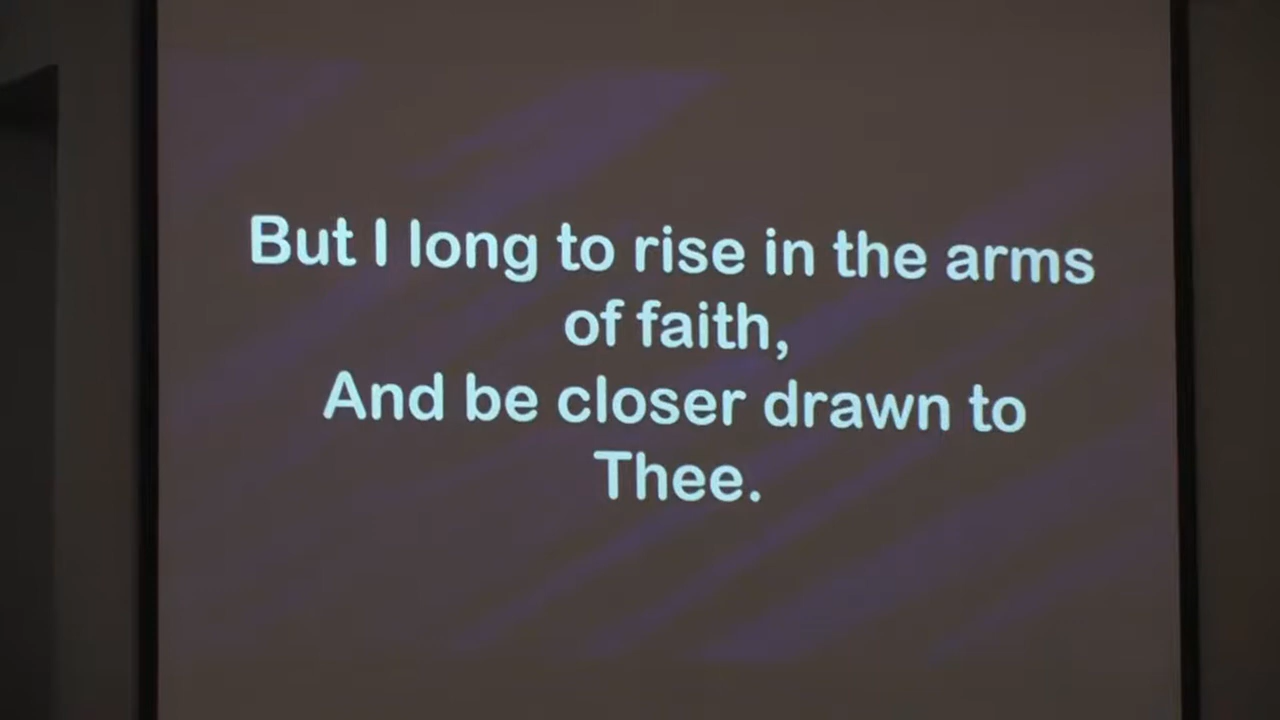 But I long to rise in the arms
of faith,
And be closer drawn to
Thee.